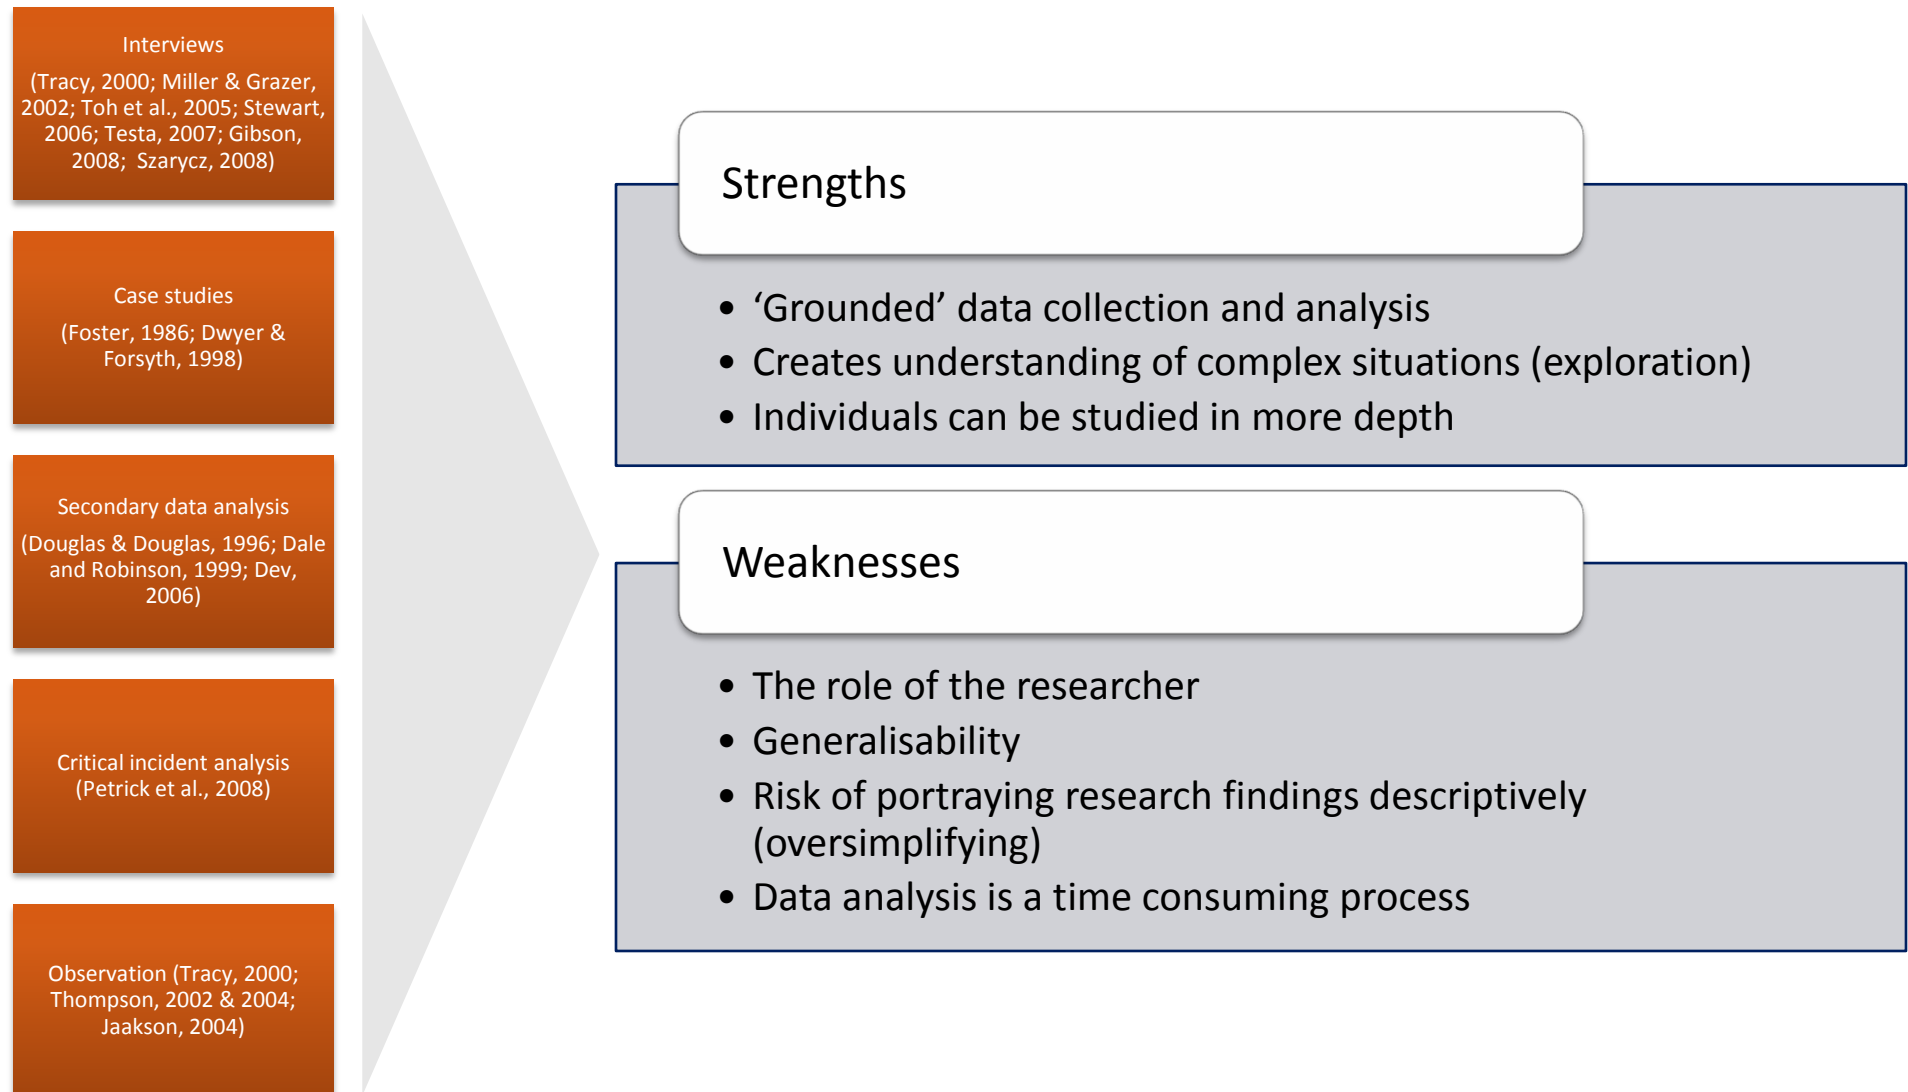 Interviews
(Tracy, 2000; Miller & Grazer,
2002; Toh et al., 2005; Stewart,
2006; Testa, 2007; Gibson,
2008;  Szarycz, 2008)
Case studies
(Foster, 1986; Dwyer &
Forsyth, 1998)
Secondary data analysis
(Douglas & Douglas, 1996; Dale
and Robinson, 1999; Dev,
2006)
Critical incident analysis
(Petrick et al., 2008)
Observation (Tracy, 2000;
Thompson, 2002 & 2004;
Jaakson, 2004)
Strengths
• ‘Grounded’ data collection and analysis
• Creates understanding of complex situations (exploration)
• Individuals can be studied in more depth
Weaknesses
• The role of the researcher
• Generalisability
• Risk of portraying research findings descriptively
(oversimplifying)
• Data analysis is a time consuming process